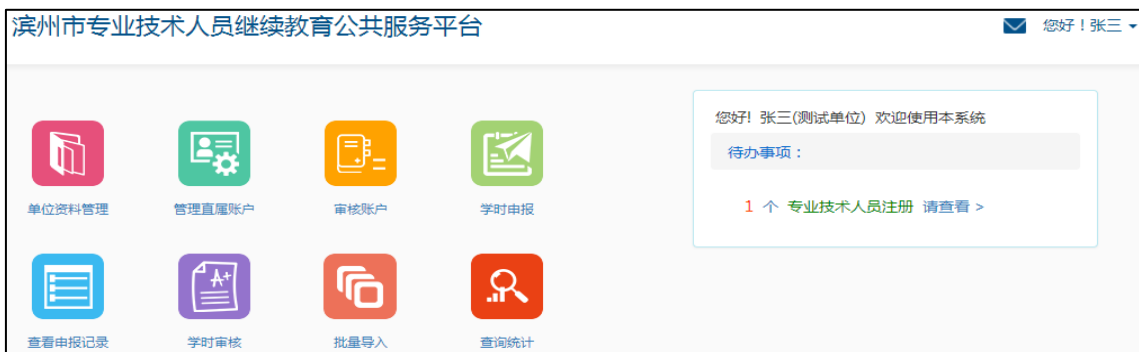 滨州市专业技术人员继续教育公共服务平台
您好！张三
您好! 张三(测试单位) 欢迎使用本系统
待办事项：
1 个 专业技术人员注册 请查看 >
单位资料管理
管理直属账户
审核账户
学时申报
A+
查看申报记录
学时审核
批量导入
查询统计